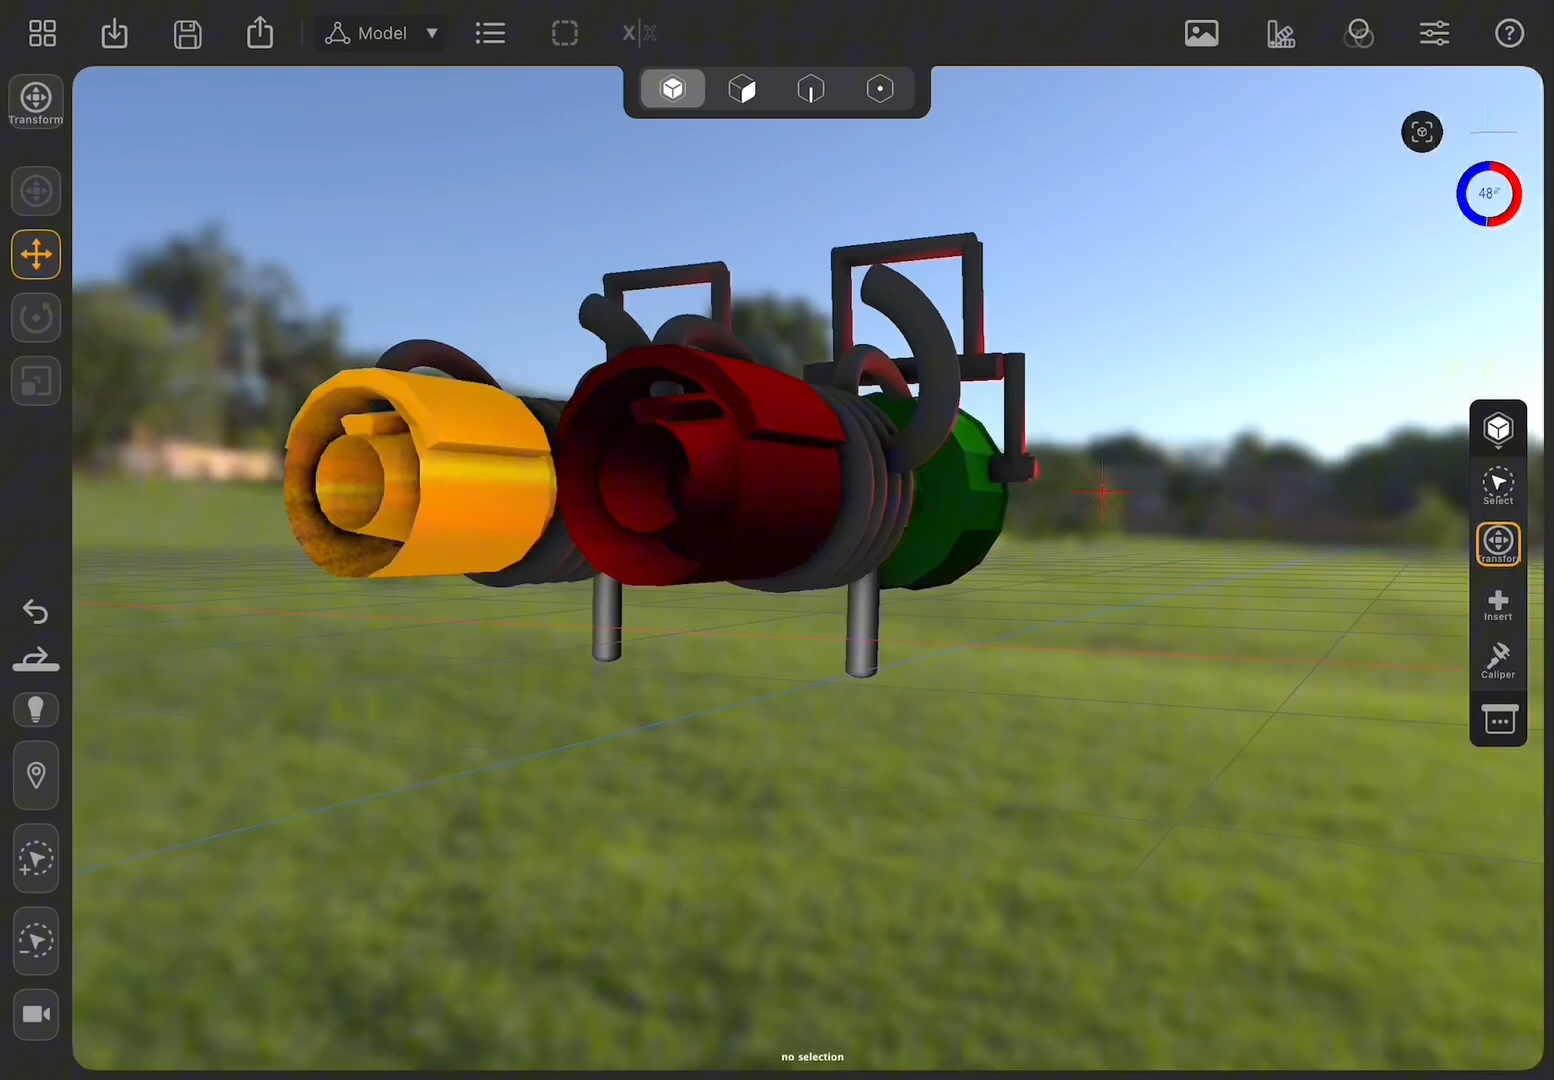 Model
X|X
Transform
48°
Select
Transform
Insert
Caliper
no selection